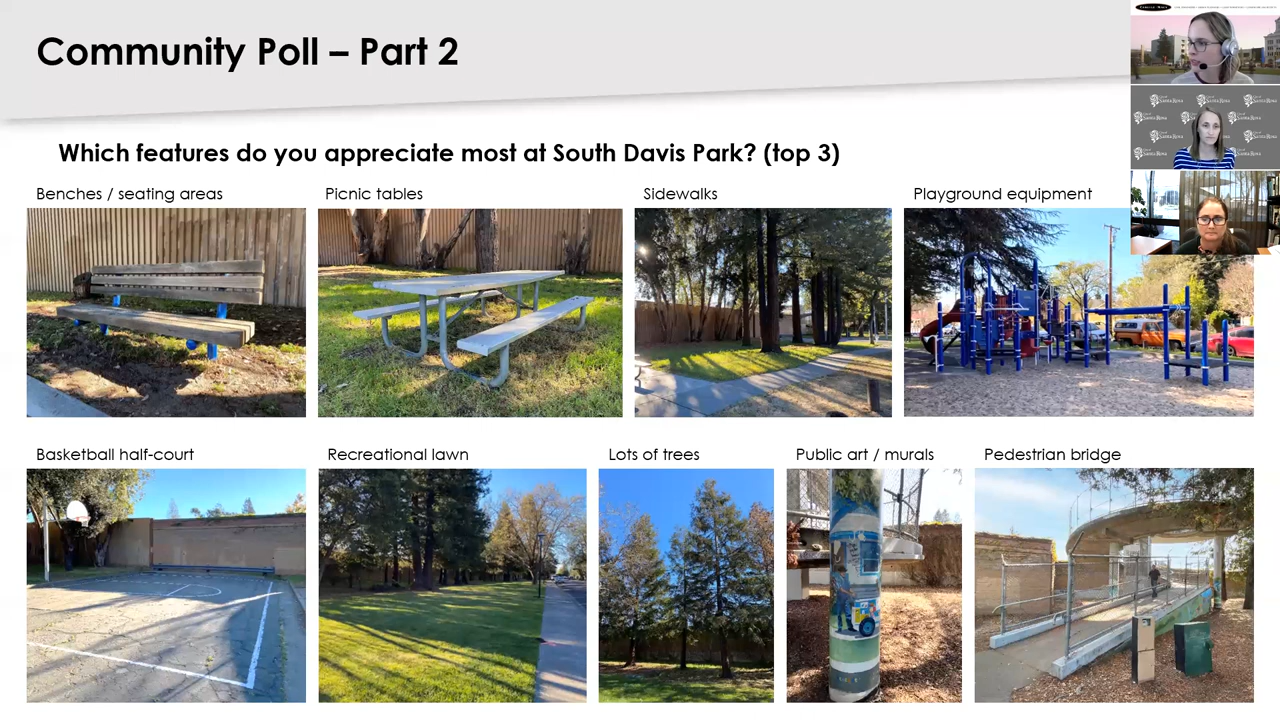 Community Poll – Part 2
Which features do you appreciate most at South Davis Park? (top 3)
Benches / seating areas
Picnic tables
Sidewalks
Playground equipment
Basketball half-court
Recreational lawn
Lots of trees
Public art / murals
Pedestrian bridge